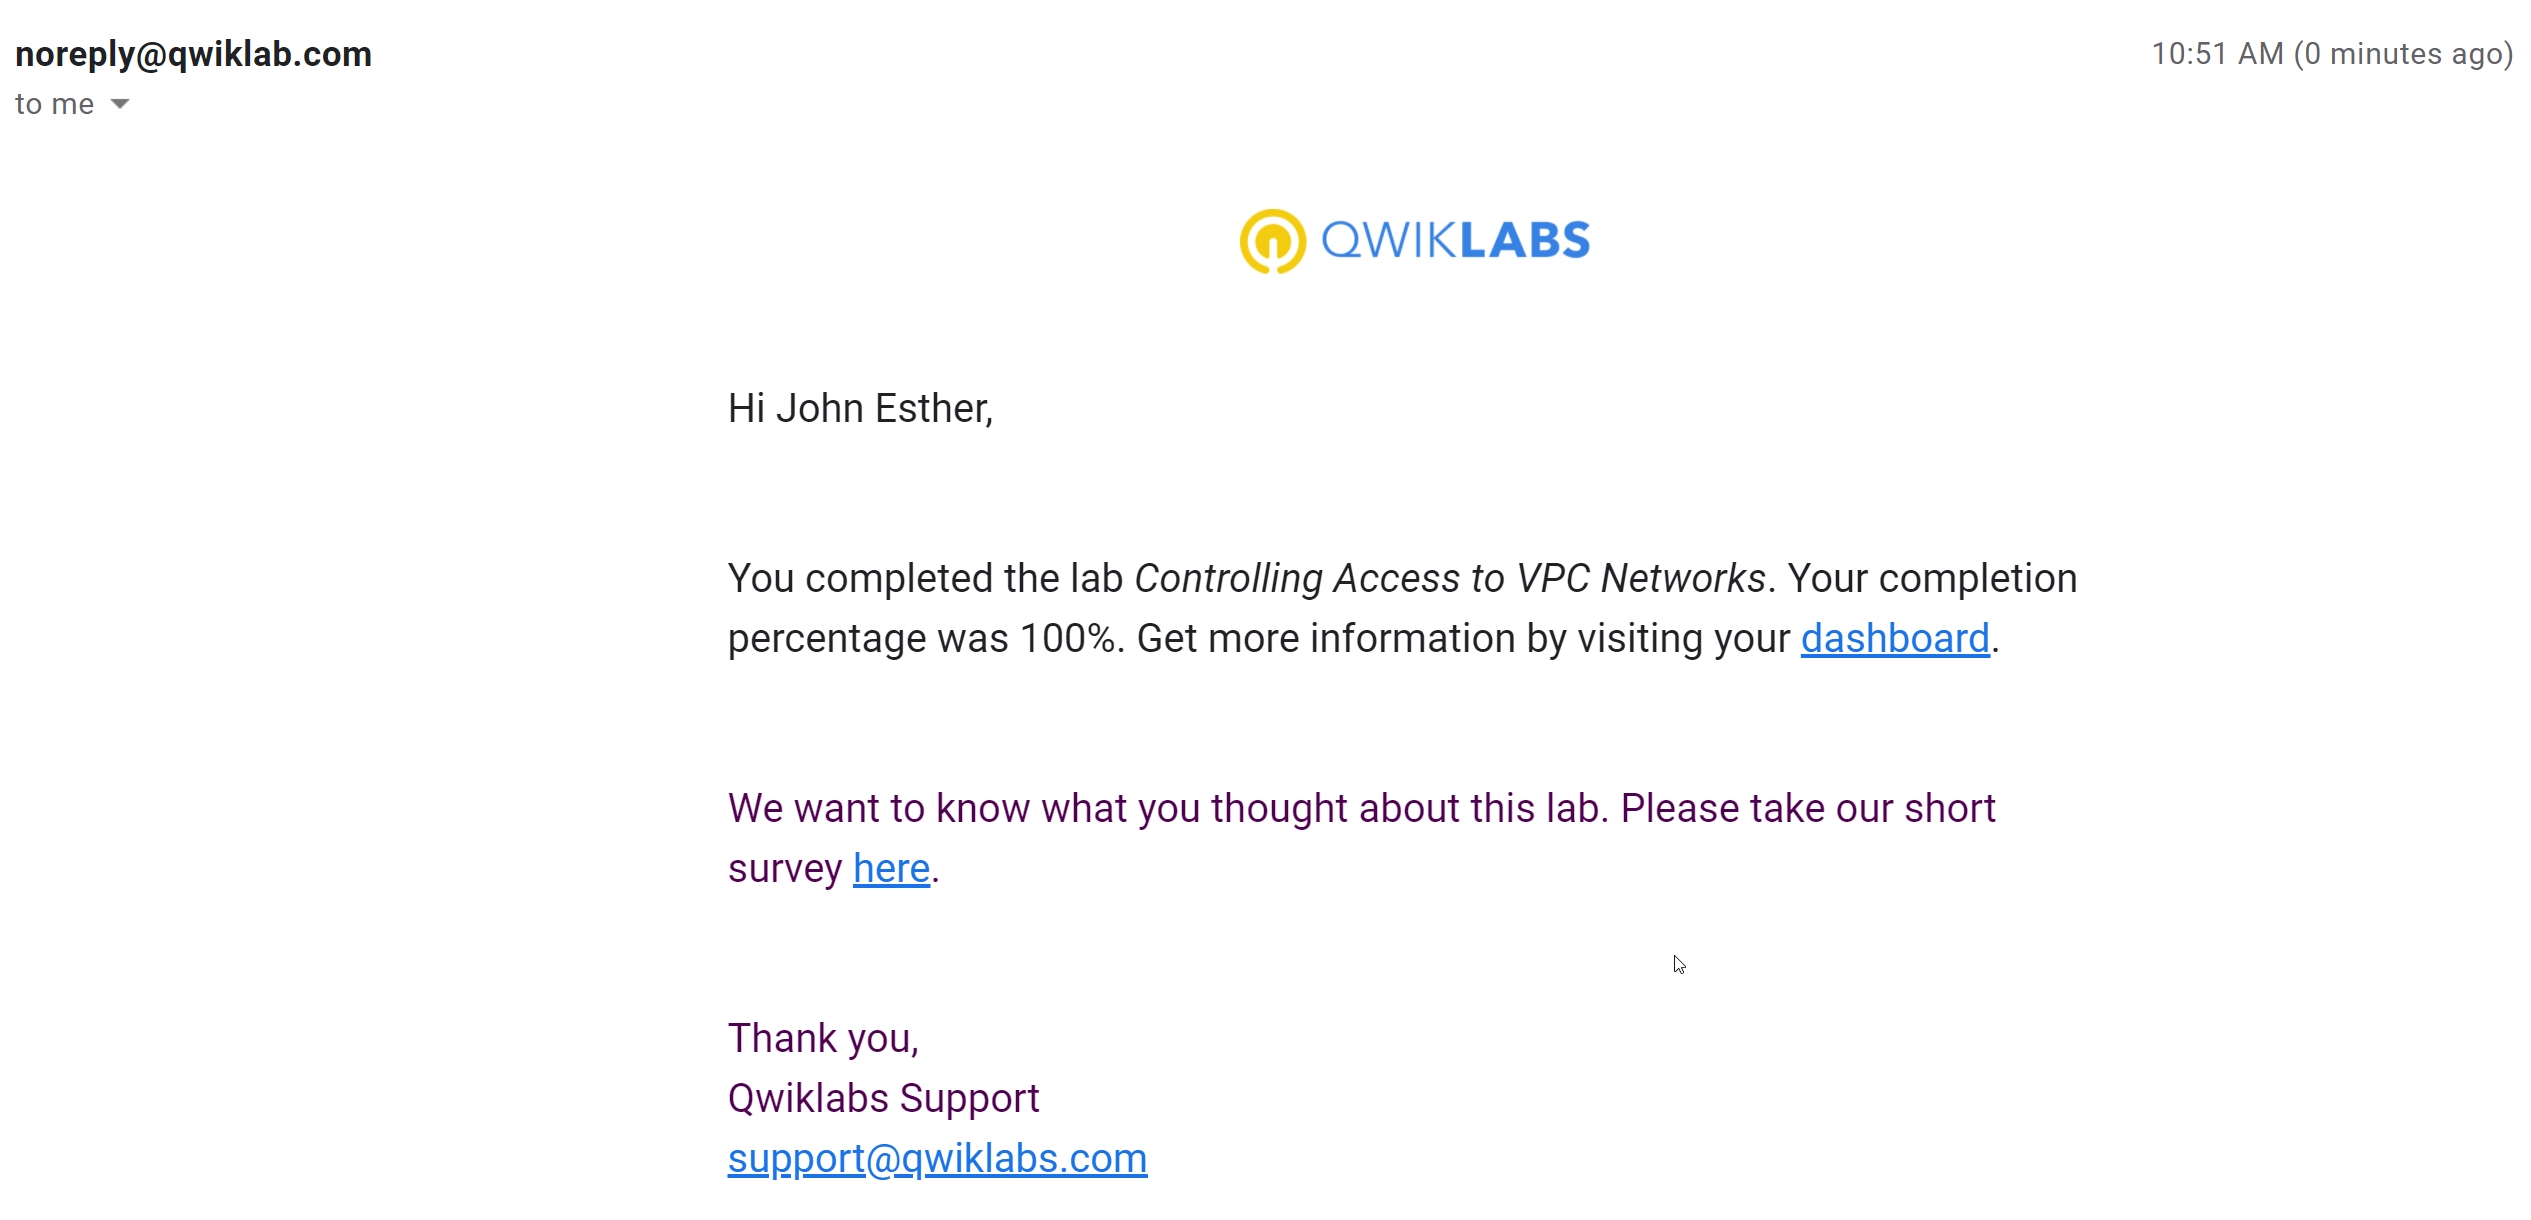 noreply@qwiklab.com
10:51 AM (0 minutes ago)
to me
QWIKLABS
Hi John Esther,
You completed the lab Controlling Access to VPC Networks. Your completion
percentage was 100%. Get more information by visiting your dashboard.
We want to know what you thought about this lab. Please take our short
survey here.
Thank you,
Qwiklabs Support
support@qwiklabs.com